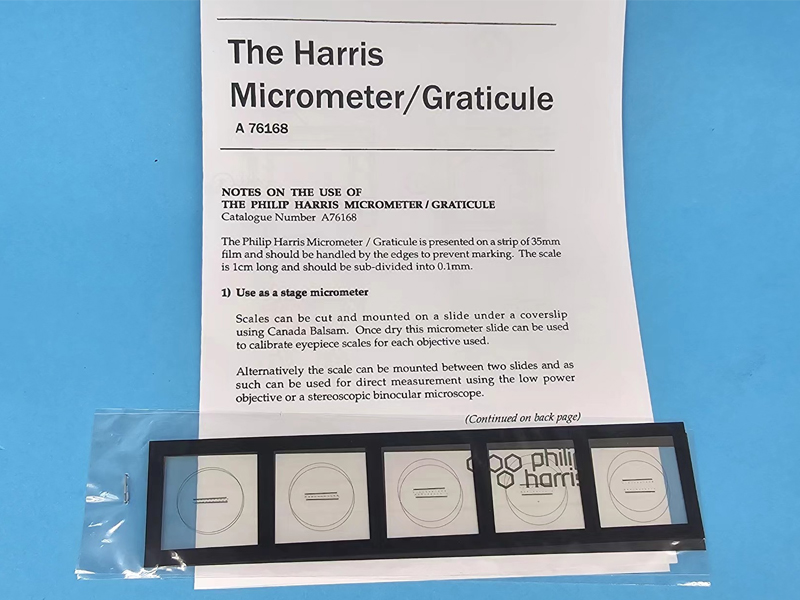 The Harris
Micrometer/Graticule
A 76168
NOTES ON THE USE OF
THE PHILIP HARRIS MICROMETER / GRATICULE
Catalogue Number A76168
The Philip Harris Micrometer / Graticule is presented on a strip of 35mm
film and should be handled by the edges to prevent marking. The scale
is 1cm long and should be sub-divided into 0.1mm.
1) Use as a stage micrometer
Scales can be cut and mounted on a slide under a coverslip
using Canada Balsam. Once dry this micrometer slide can be used
to calibrate eyepiece scales for each objective used.
Alternatively the scale can be mounted between two slides and as
such can be used for direct measurement using the low power
objective or a stereoscopic binocular microscope.
(Continued on back page)
philip
harris